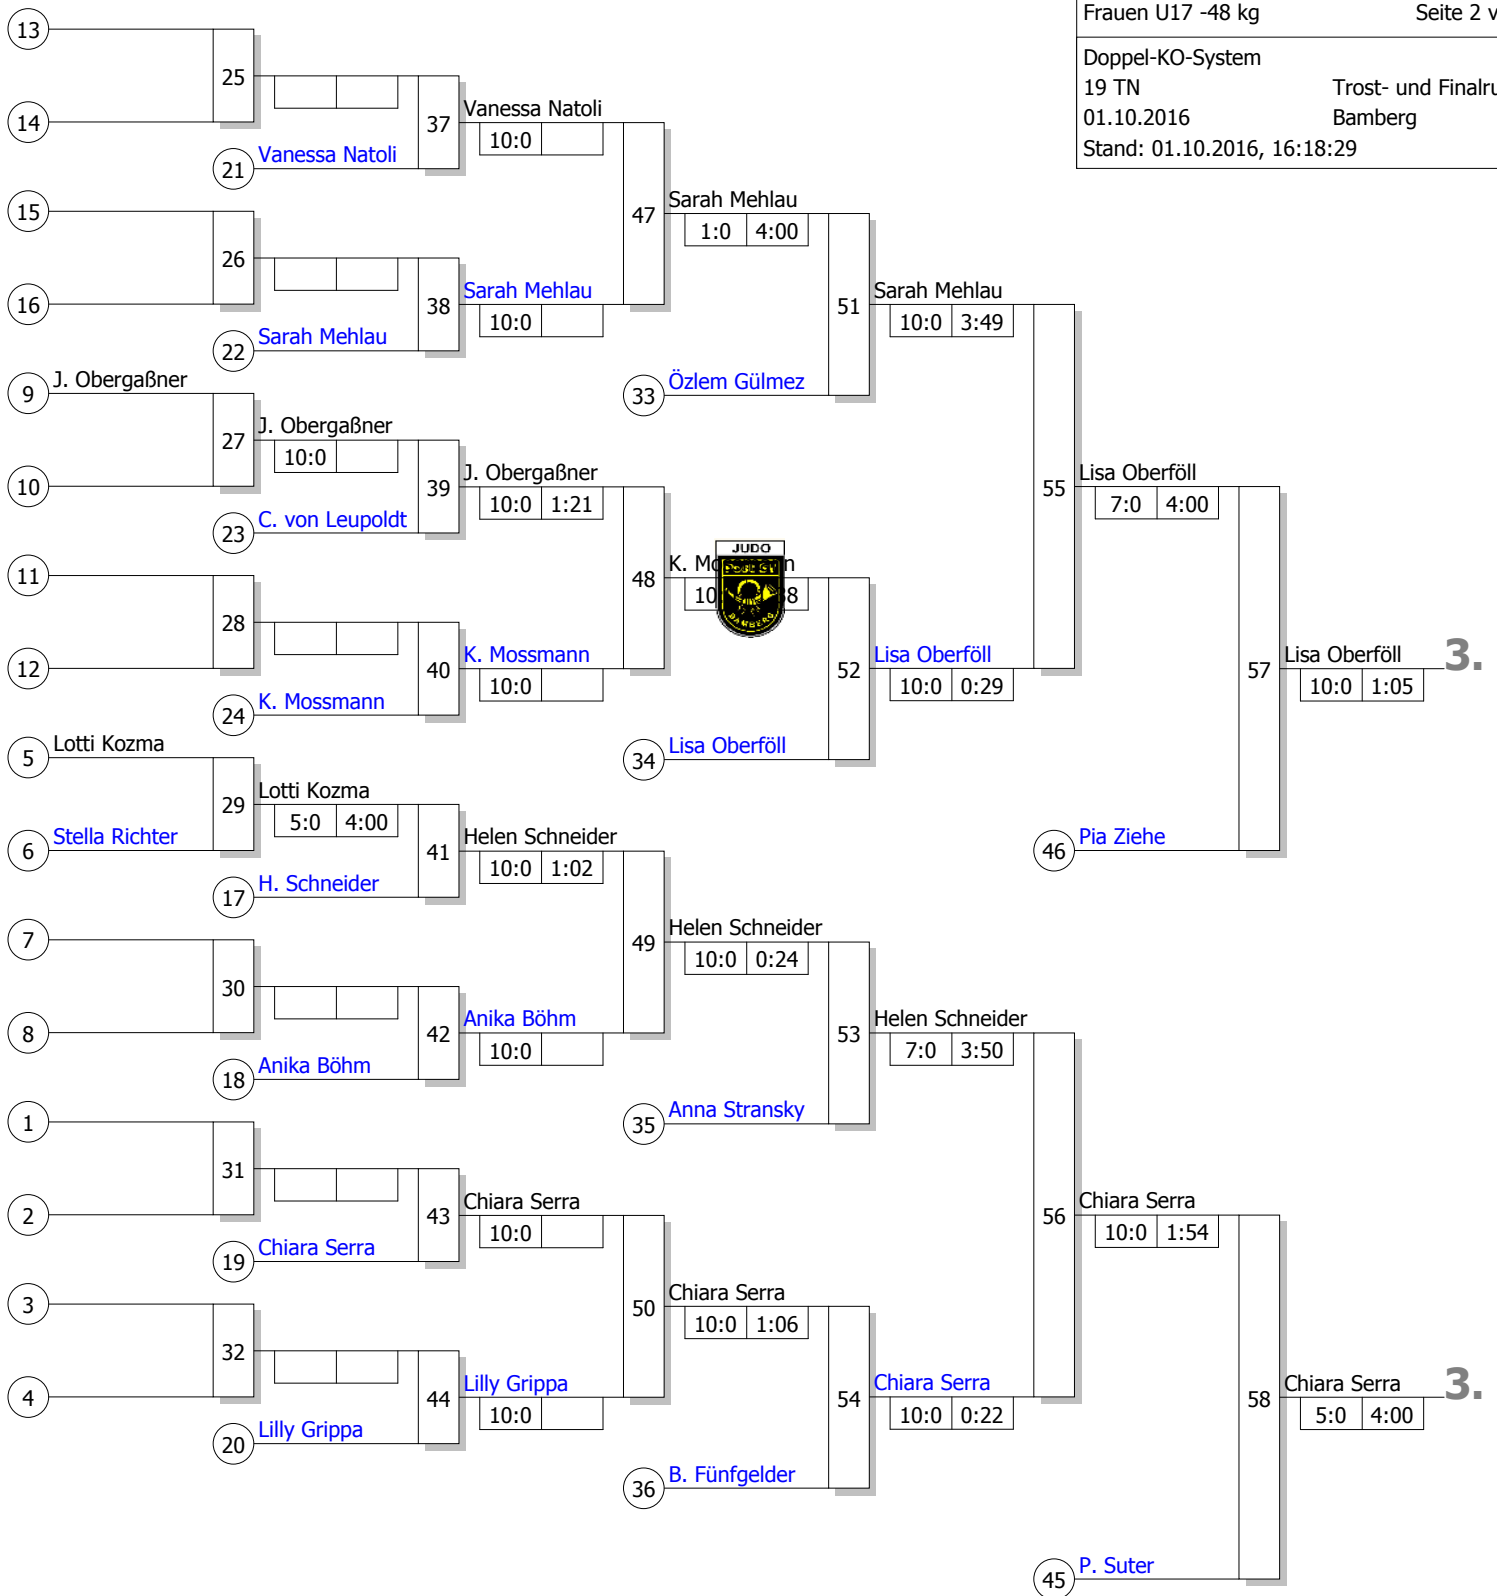 Frauen U17 -48 kg Seite 2 v
Doppel-KO-System
19 TN Trost- und Finalru
01.10.2016 Bamberg
Stand: 01.10.2016, 16:18:29
13
25
14
37
Vanessa Natoli
10:0
21
Vanessa Natoli
15
47
Sarah Mehlau
1:0 4:00
26
16
38
Sarah Mehlau
10:0
22
Sarah Mehlau
51
Sarah Mehlau
10:0 3:49
9
J. Obergaßner
33
Özlem Gülmez
27
J. Obergaßner
10:0
10
39
J. Obergaßner
10:0 1:21
23
C. von Leupoldt
55
Lisa Oberföll
7:0 4:00
11
48
K.
JUDO
BAMBERG
28
12
40
K. Mossmann
10:0
24
K. Mossmann
52
Lisa Oberföll
10:0 0:29
57
Lisa Oberföll
10:0 1:05
3.
5
Lotti Kozma
34
Lisa Oberföll
29
Lotti Kozma
5:0 4:00
6
Stella Richter
41
Helen Schneider
10:0 1:02
46
Pia Ziehe
17
H. Schneider
7
49
Helen Schneider
10:0 0:24
30
8
42
Anika Böhm
10:0
18
Anika Böhm
53
Helen Schneider
7:0 3:50
1
35
Anna Stransky
31
2
43
Chiara Serra
10:0
19
Chiara Serra
56
Chiara Serra
10:0 1:54
3
50
Chiara Serra
10:0 1:06
32
4
44
Lilly Grippa
10:0
20
Lilly Grippa
54
Chiara Serra
10:0 0:22
58
Chiara Serra
5:0 4:00
3.
36
B. Fünfgelder
45
P. Suter